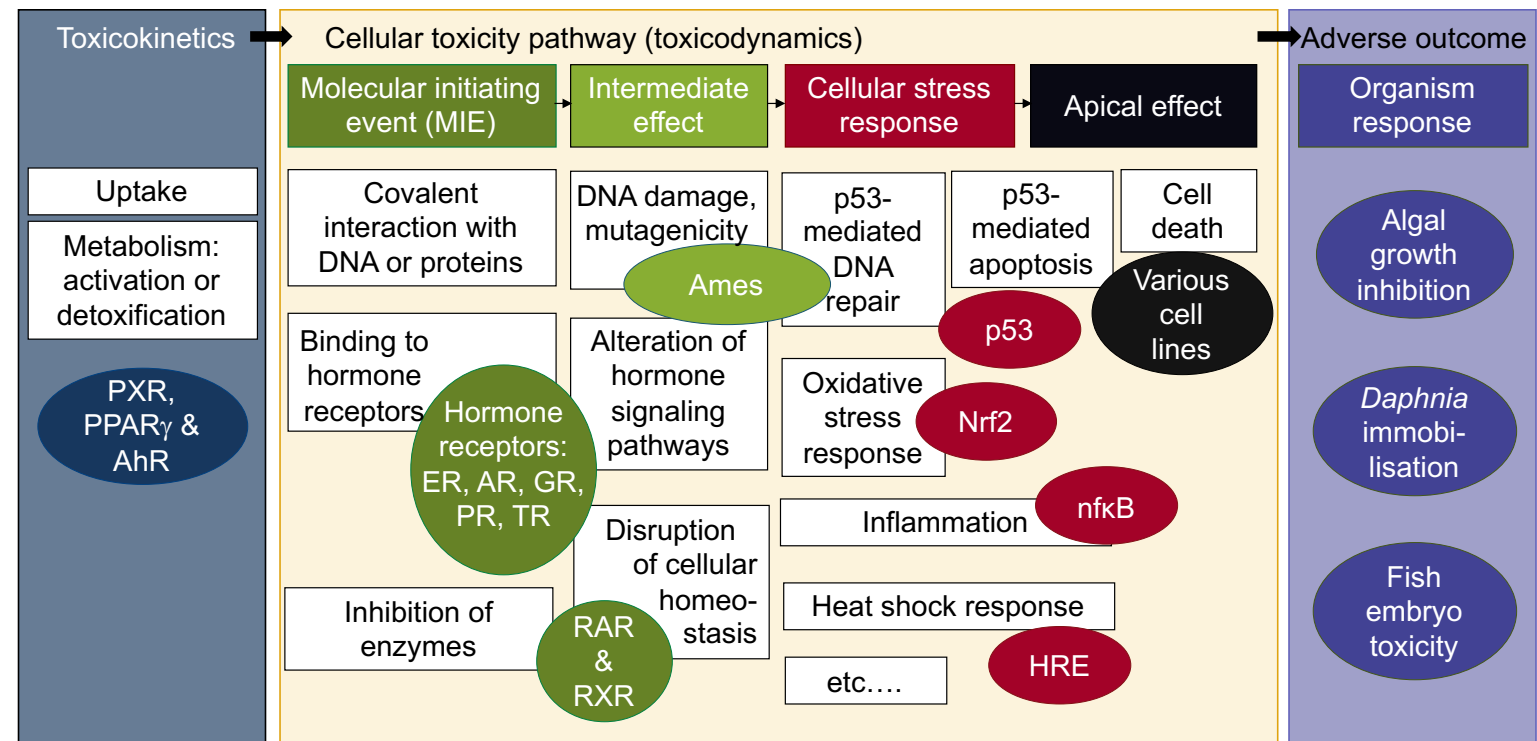 Toxicokinetics
Cellular toxicity pathway (toxicodynamics)
Adverse outcome
Molecular initiating
event (MIE)
Intermediate
effect
Cellular stress
response
Apical effect
Organism
response
Uptake
Metabolism:
activation or
detoxification
PXR,
PPARγ &
AhR
Covalent
interaction with
DNA or proteins
Binding to
hormone
receptors
Hormone
receptors:
ER, AR, GR,
PR, TR
Inhibition of
enzymes
RAR
&
RXR
DNA damage,
mutagenicity
Ames
Alteration of
hormone
signaling
pathways
Disruption
of cellular
homeo-
stasis
p53-
mediated
DNA
repair
p53-
mediated
apoptosis
p53
Cell
death
Various
cell
lines
Oxidative
stress
response
Nrf2
Inflammation
nfκB
Heat shock response
HRE
etc....
Algal
growth
inhibition
Daphnia
immobi-
lisation
Fish
embryo
toxicity